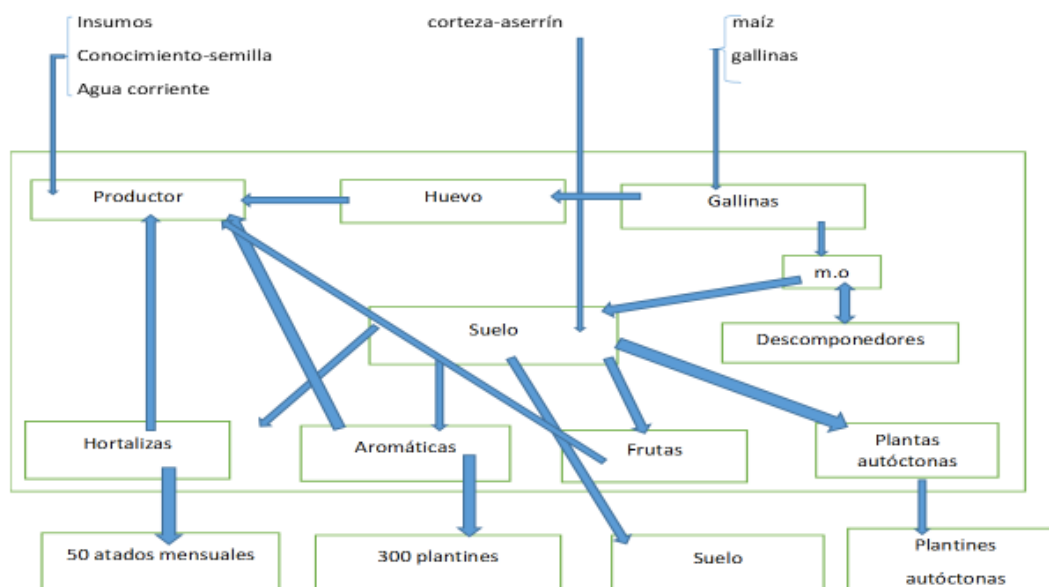 Insumos
corteza-aserrín
maíz
Conocimiento-semilla
gallinas
Agua corriente
Productor
Huevo
Gallinas
m.o
Suelo
Descomponedores
Hortalizas
Aromáticas
Frutas
Plantas
autóctonas
50 atados mensuales
300 plantines
Suelo
Plantines
autóctonas